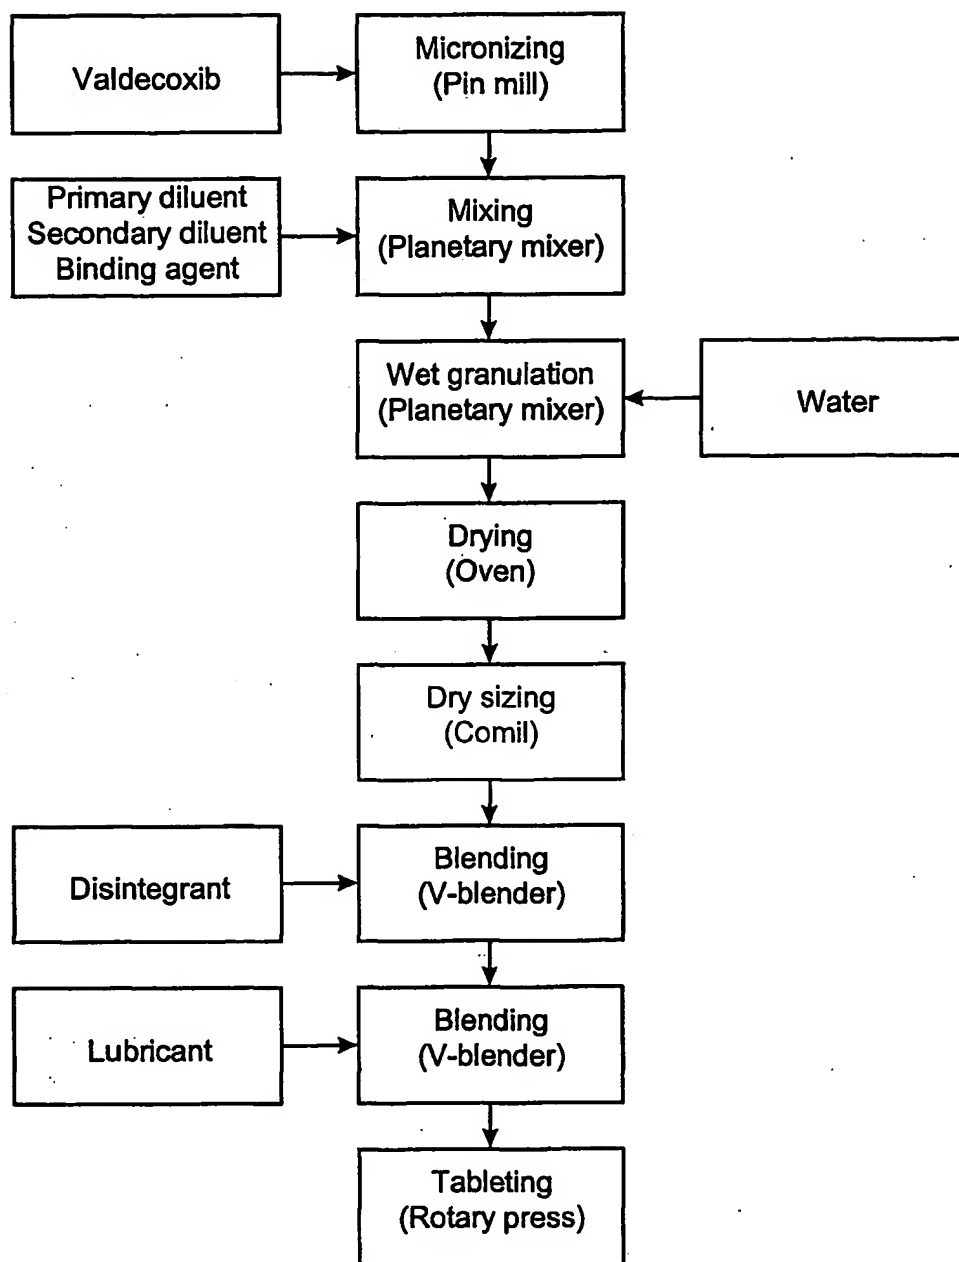 Valdecoxib
Micronizing
(Pin mill)
Primary diluent
Secondary diluent
Binding agent
Mixing
(Planetary mixer)
Wet granulation
(Planetary mixer)
Water
Drying
(Oven)
Dry sizing
(Comil)
Disintegrant
Blending
(V-blender)
Lubricant
Blending
(V-blender)
Tableting
(Rotary press)